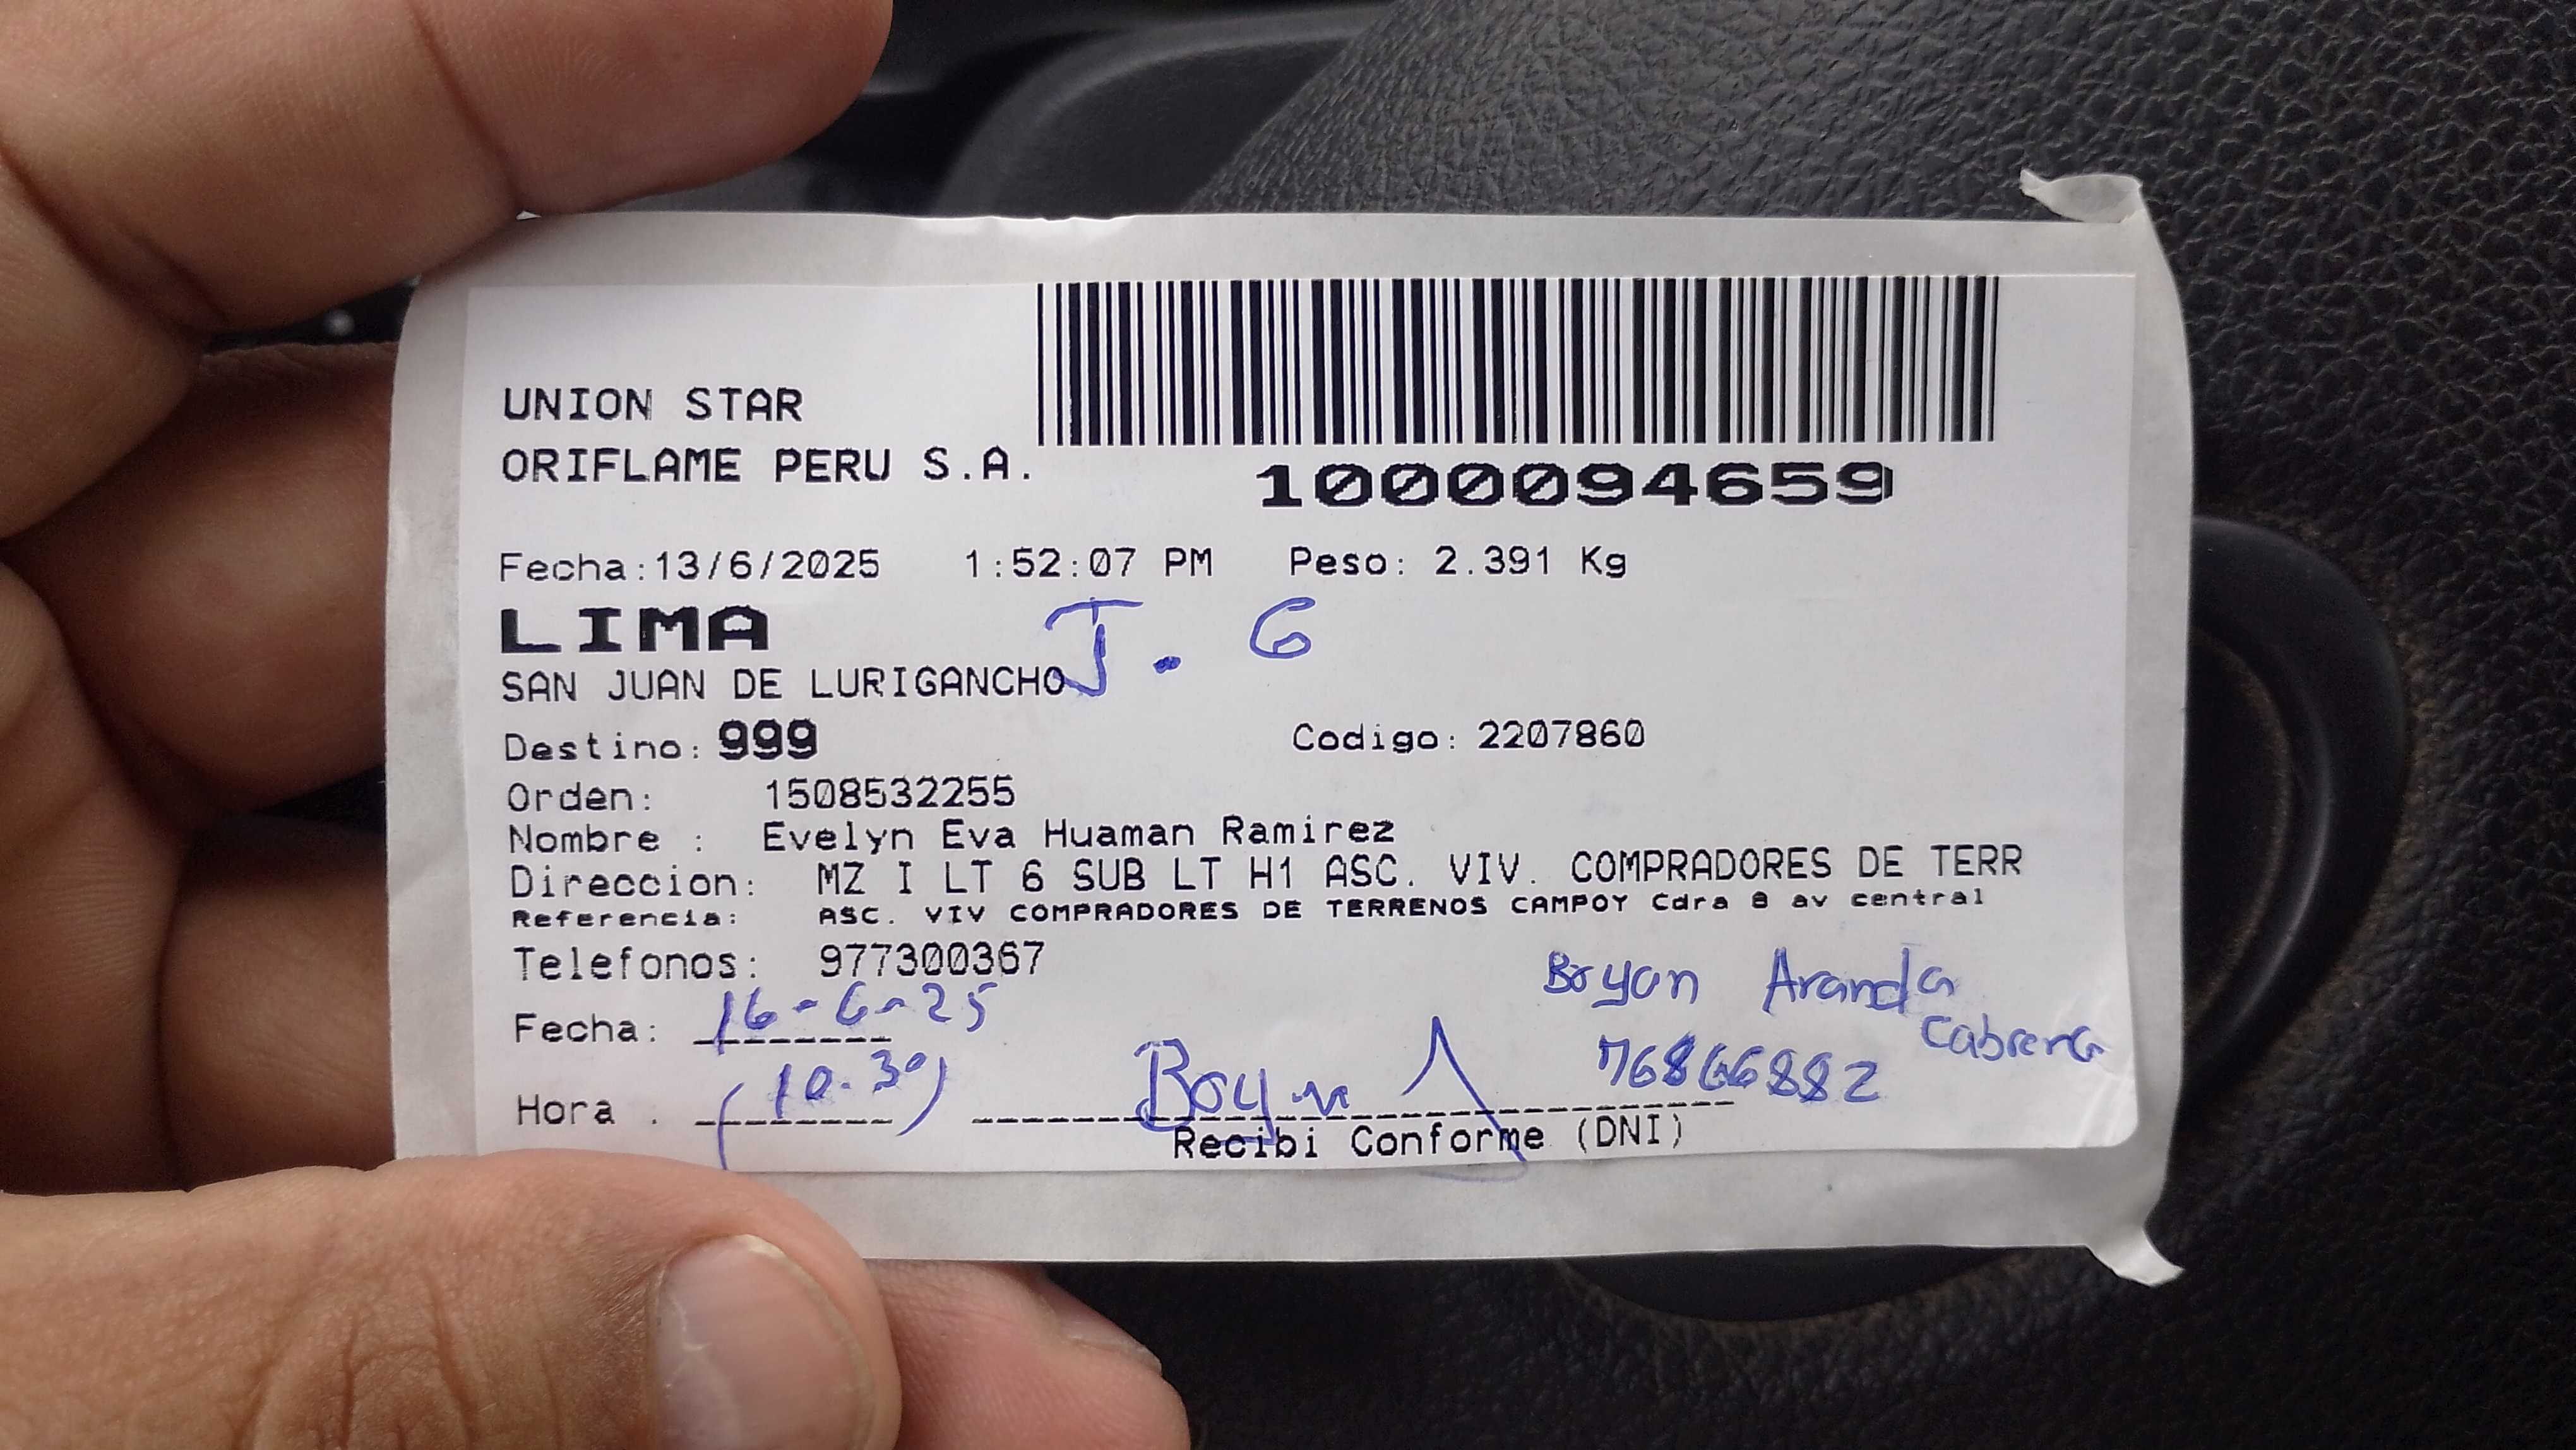 UNION STAR
ORIFLAME PERU S.A.
1000094659
Fecha:13/6/2025 1:52:07 PM Peso: 2.391 Kg
LIMA
J. 6
SAN JUAN DE LURIGANCHO
Destino: 999 Codigo: 2207860
Orden: 1508532255
Nombre : Evelyn Eva Huaman Ramirez
Direccion: MZ I LT 6 SUB LT H1 ASC. VIV. COMPRADORES DE TERR
Referencia: ASC. VIV COMPRADORES DE TERRENOS CAMPOY Cdra 8 av central
Telefonos: 977300367
Bryan Aranda
Cabrera
Fecha: 16-6-25
76866882
Hora . (10.30)
Recibi Conforme (DNI)